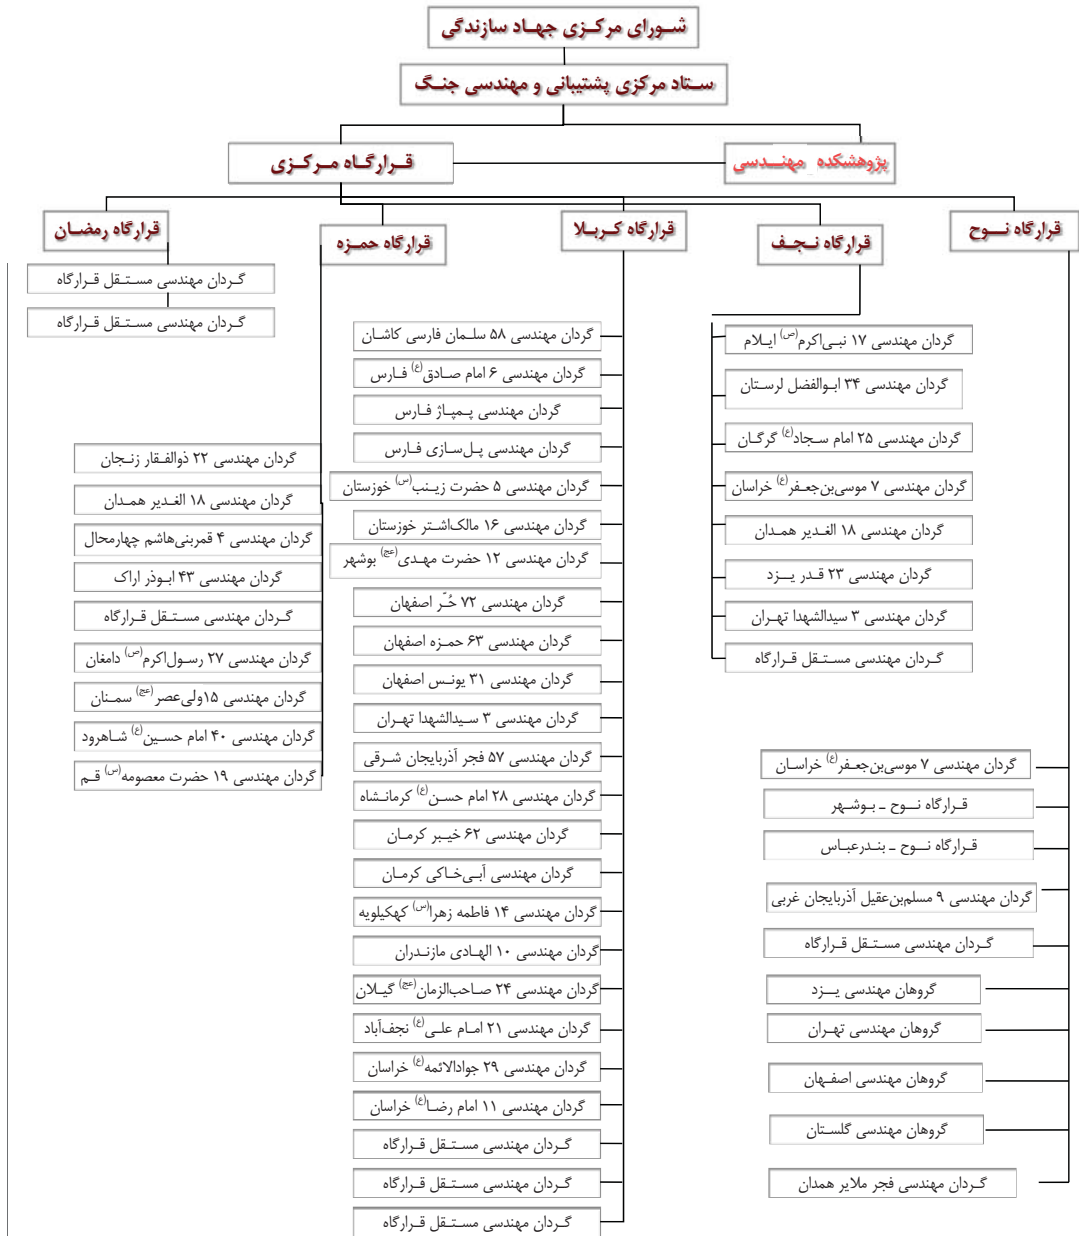 شورای مرکزی جهاد سازندگی
ستاد مرکزی پشتیبانی و مهندسی جنگ
قرارگاه مرکزی
پژوهشکده مهندسی
قرارگاه نوح
قرارگاه نجف
قرارگاه کربلا
قرارگاه حمزه
قرارگاه رمضان
گردان مهندسی ۷ موسی‌بن‌جعفر(ع) خراسان
قرارگاه نوح ـ بوشهر
قرارگاه نوح ـ بندرعباس
گردان مهندسی ۹ مسلم‌بن‌عقیل آذربایجان غربی
گردان مهندسی مستقل قرارگاه
گروهان مهندسی یزد
گروهان مهندسی تهران
گروهان مهندسی اصفهان
گروهان مهندسی گلستان
گردان مهندسی فجر ملایر همدان
گردان مهندسی ۱۷ نبی‌اکرم(ص) ایلام
گردان مهندسی ۳۴ ابوالفضل لرستان
گردان مهندسی ۲۵ امام سجاد(ع) گرگان
گردان مهندسی ۷ موسی‌بن‌جعفر(ع) خراسان
گردان مهندسی ۱۸ الغدیر همدان
گردان مهندسی ۲۳ قدر یزد
گردان مهندسی ۳ سیدالشهدا تهران
گردان مهندسی مستقل قرارگاه
گردان مهندسی ۵۸ سلمان فارسی کاشان
گردان مهندسی ۶ امام صادق(ع) فارس
گردان مهندسی پمپاژ فارس
گردان مهندسی پل‌سازی فارس
گردان مهندسی ۵ حضرت زینب(س) خوزستان
گردان مهندسی ۱۶ مالک‌اشتر خوزستان
گردان مهندسی ۱۲ حضرت مهدی(عج) بوشهر
گردان مهندسی ۷۲ حُرّ اصفهان
گردان مهندسی ۶۳ حمزه اصفهان
گردان مهندسی ۳۱ یونس اصفهان
گردان مهندسی ۳ سیدالشهدا تهران
گردان مهندسی ۵۷ فجر آذربایجان شرقی
گردان مهندسی ۲۸ امام حسن(ع) کرمانشاه
گردان مهندسی ۶۲ خیبر کرمان
گردان مهندسی آبی‌خاکی کرمان
گردان مهندسی ۱۴ فاطمه زهرا(س) کهکیلویه
گردان مهندسی ۱۰ الهادی مازندران
گردان مهندسی ۲۴ صاحب‌الزمان(عج) گیلان
گردان مهندسی ۲۱ امام علی(ع) نجف‌آباد
گردان مهندسی ۲۹ جوادالائمه(ع) خراسان
گردان مهندسی ۱۱ امام رضا(ع) خراسان
گردان مهندسی مستقل قرارگاه
گردان مهندسی مستقل قرارگاه
گردان مهندسی مستقل قرارگاه
گردان مهندسی ۲۲ ذوالفقار زنجان
گردان مهندسی ۱۸ الغدیر همدان
گردان مهندسی ۴ قمربنی‌هاشم چهارمحال
گردان مهندسی ۴۳ ابوذر اراک
گردان مهندسی مستقل قرارگاه
گردان مهندسی ۲۷ رسول‌اکرم(ص) دامغان
گردان مهندسی ۱۵ولی‌عصر(عج) سمنان
گردان مهندسی ۴۰ امام حسین(ع) شاهرود
گردان مهندسی ۱۹ حضرت معصومه(س) قم
گردان مهندسی مستقل قرارگاه
گردان مهندسی مستقل قرارگاه